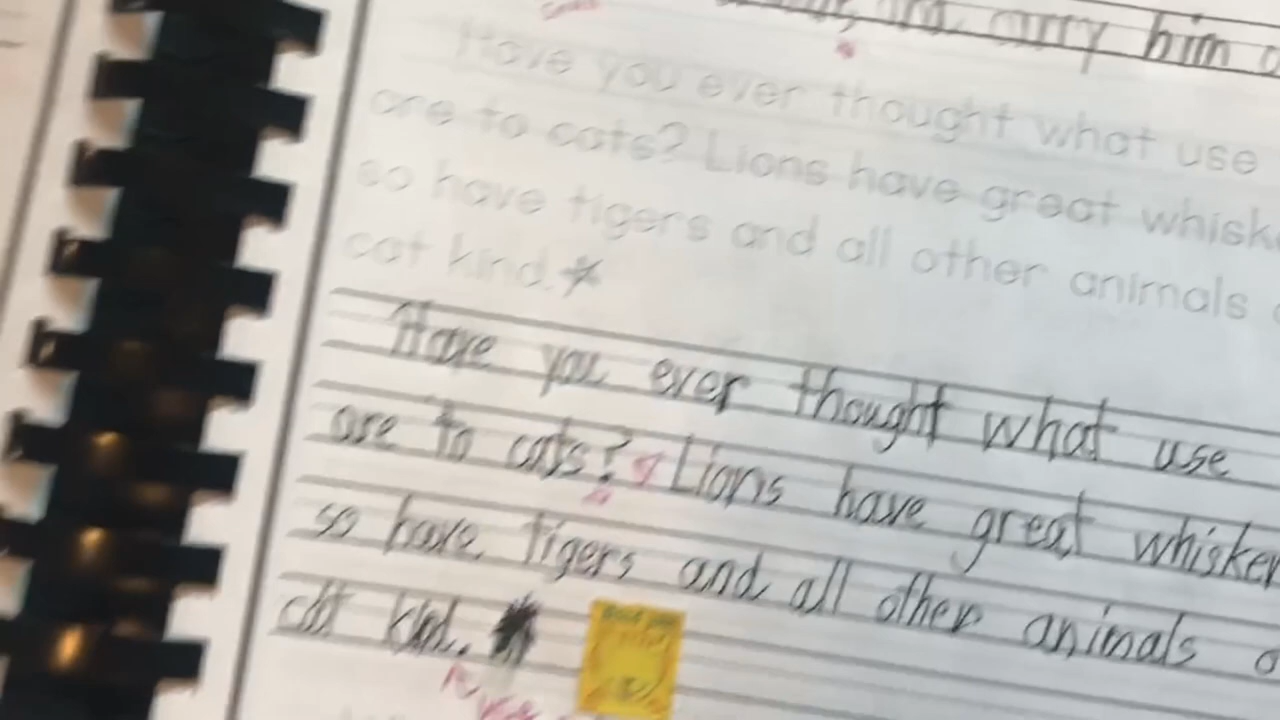 and carry him
Have you ever thought what use
are to cats? Lions have great whisk
so have tigers and all other animals
cat kind.*
Have you ever thought what use
are to cats? Lions have great whisker
so have tigers and all other animals
cat kind.